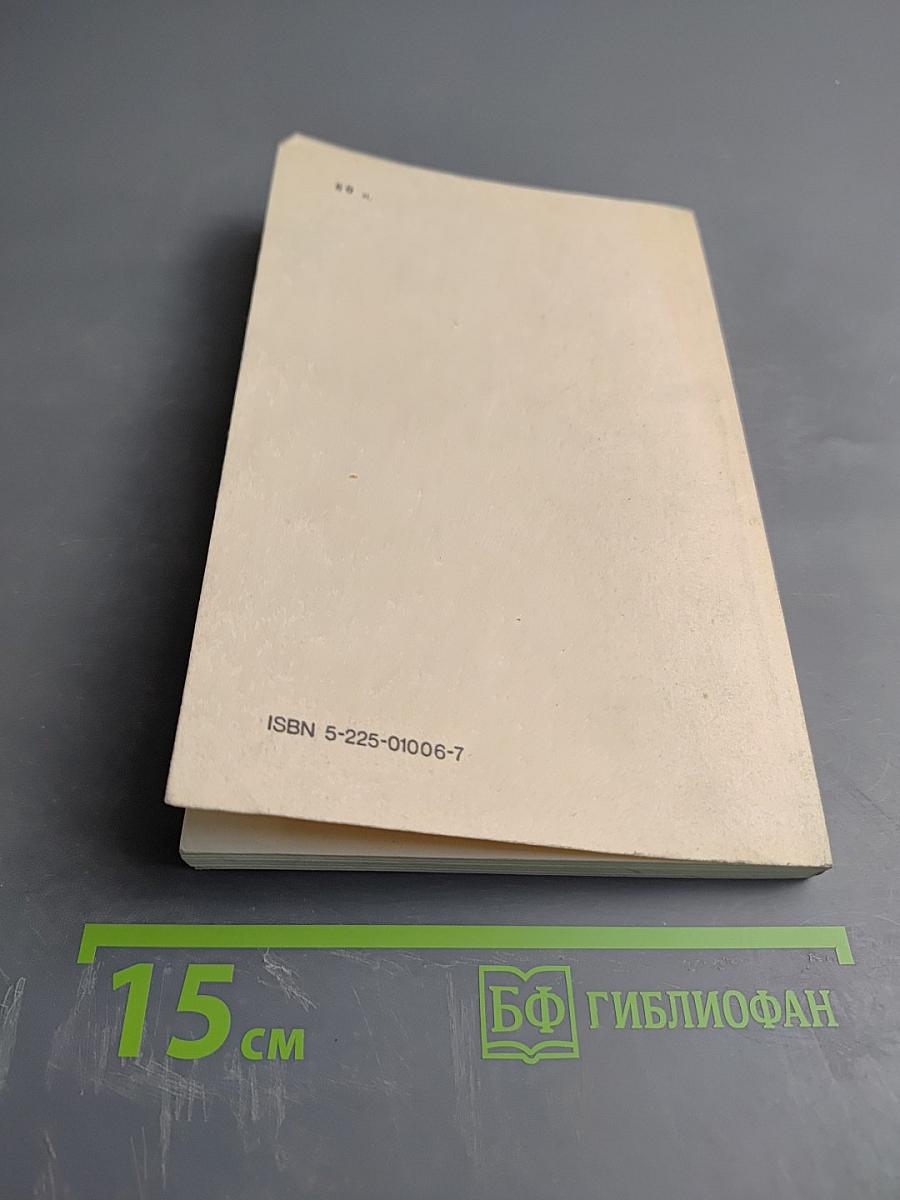 ISBN 5-225-01006-7
15 см
БФ ГИБЛИОФАН